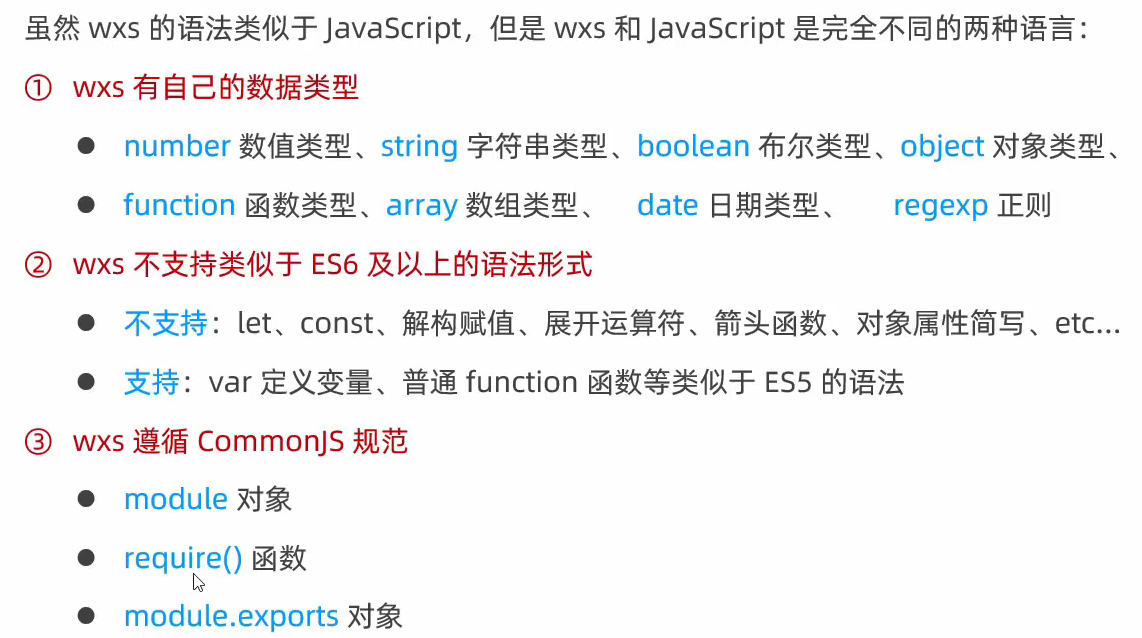 虽然 wxs 的语法类似于 JavaScript，但是 wxs 和 JavaScript 是完全不同的两种语言：
① wxs 有自己的数据类型
● number 数值类型、string 字符串类型、boolean 布尔类型、object 对象类型、
● function 函数类型、array 数组类型、 date 日期类型、 regexp 正则
② wxs 不支持类似于 ES6 及以上的语法形式
● 不支持：let、const、解构赋值、展开运算符、箭头函数、对象属性简写、etc...
● 支持：var 定义变量、普通 function 函数等类似于 ES5 的语法
③ wxs 遵循 CommonJS 规范
● module 对象
● require() 函数
● module.exports 对象